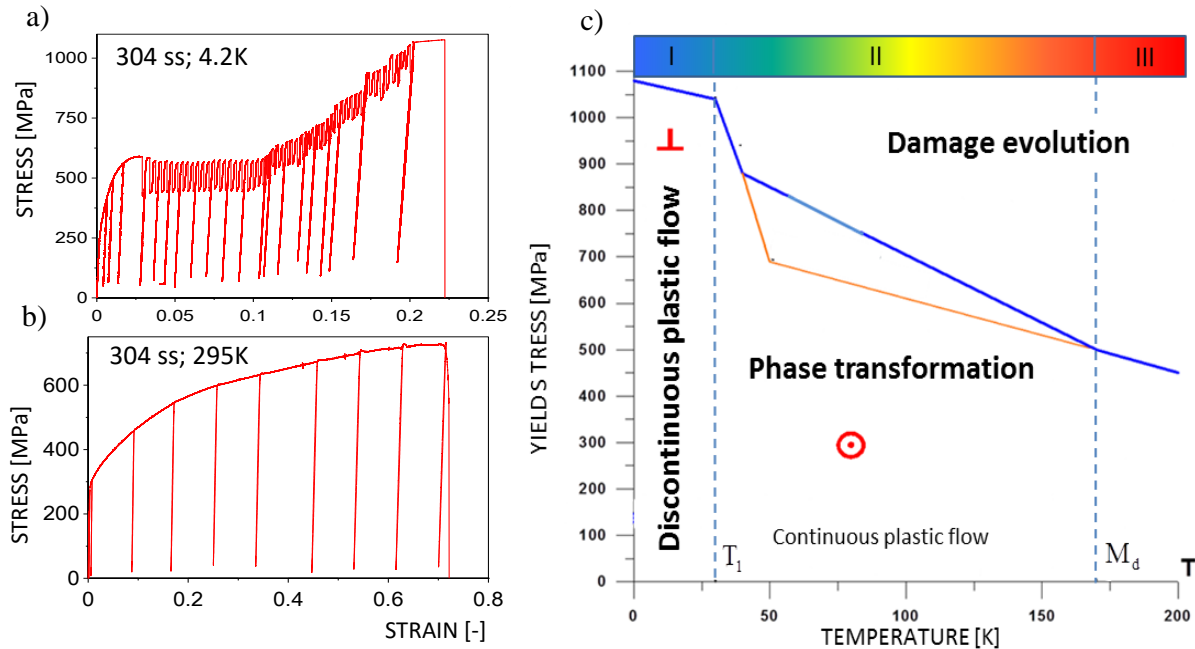 a)
304 ss; 4.2K
STRESS [MPa]
1000
750
500
250
0
0
0.05
0.1
0.15
0.2
0.25
b)
304 ss; 295K
STRESS [MPa]
600
400
200
0
0
0.2
0.4
0.6
0.8
STRAIN [-]
c)
I
II
III
YIELD S TRESS [MPa]
1100
1000
900
800
700
600
500
400
300
200
100
0
Discontinuous plastic flow
⊥
Damage evolution
Phase transformation
⊙
Continuous plastic flow
T1
Md
T
0
50
100
150
200
TEMPERATURE [K]